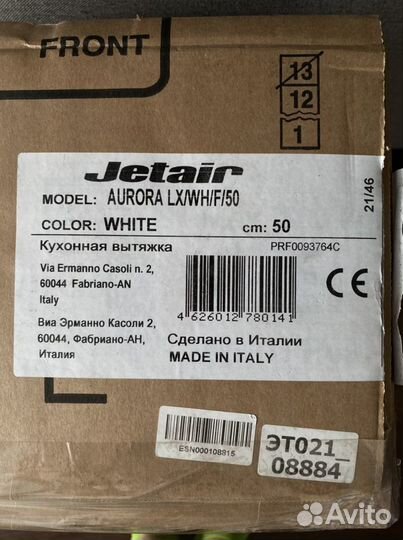 FRONT
13
12
1
Jetair
MODEL: AURORA LX/WH/F/50
COLOR: WHITE cm: 50
Кухонная вытяжка PRF0093764C
21/46
Via Ermanno Casoli n. 2,
60044 Fabriano-AN
Italy
4 626012 780141
Виа Эрманно Касоли 2,
60044, Фабриано-АН,
Италия
Сделано в Италии
MADE IN ITALY
CE
ESN000108815
ЭТ021_
08884
Avito